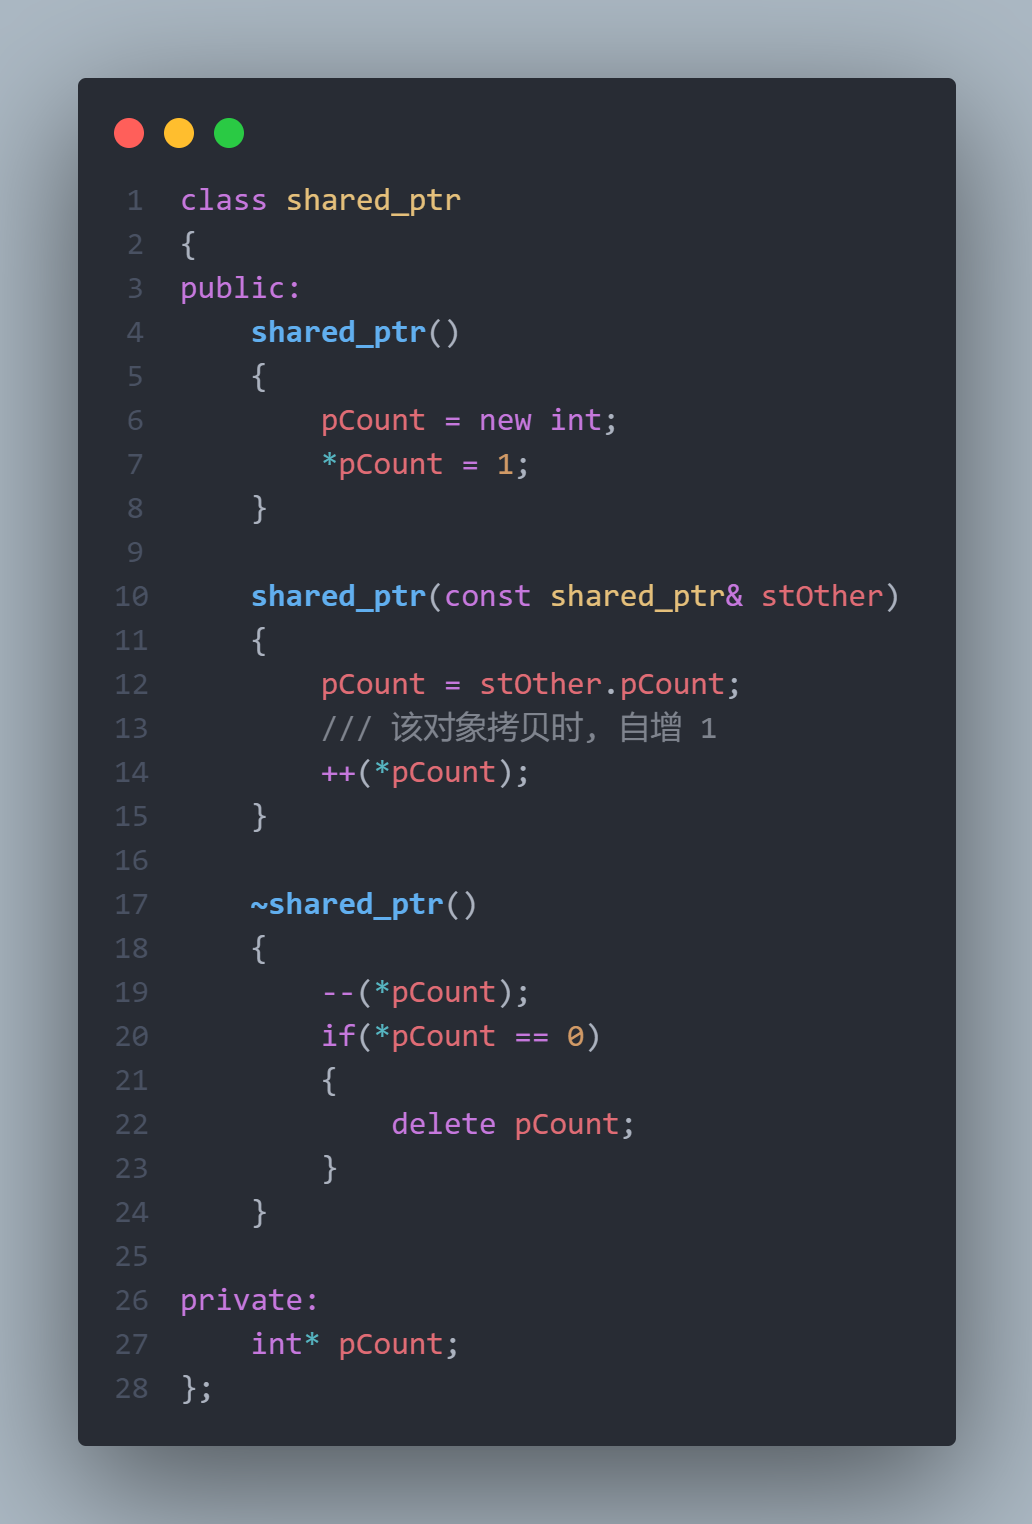 1 class shared_ptr
2 {
3 public:
4     shared_ptr()
5     {
6         pCount = new int;
7         *pCount = 1;
8     }
9
10     shared_ptr(const shared_ptr& stOther)
11     {
12         pCount = stOther.pCount;
13         /// 该对象拷贝时, 自增 1
14         ++(*pCount);
15     }
16
17     ~shared_ptr()
18     {
19         --(*pCount);
20         if(*pCount == 0)
21         {
22             delete pCount;
23         }
24     }
25
26 private:
27     int* pCount;
28 };